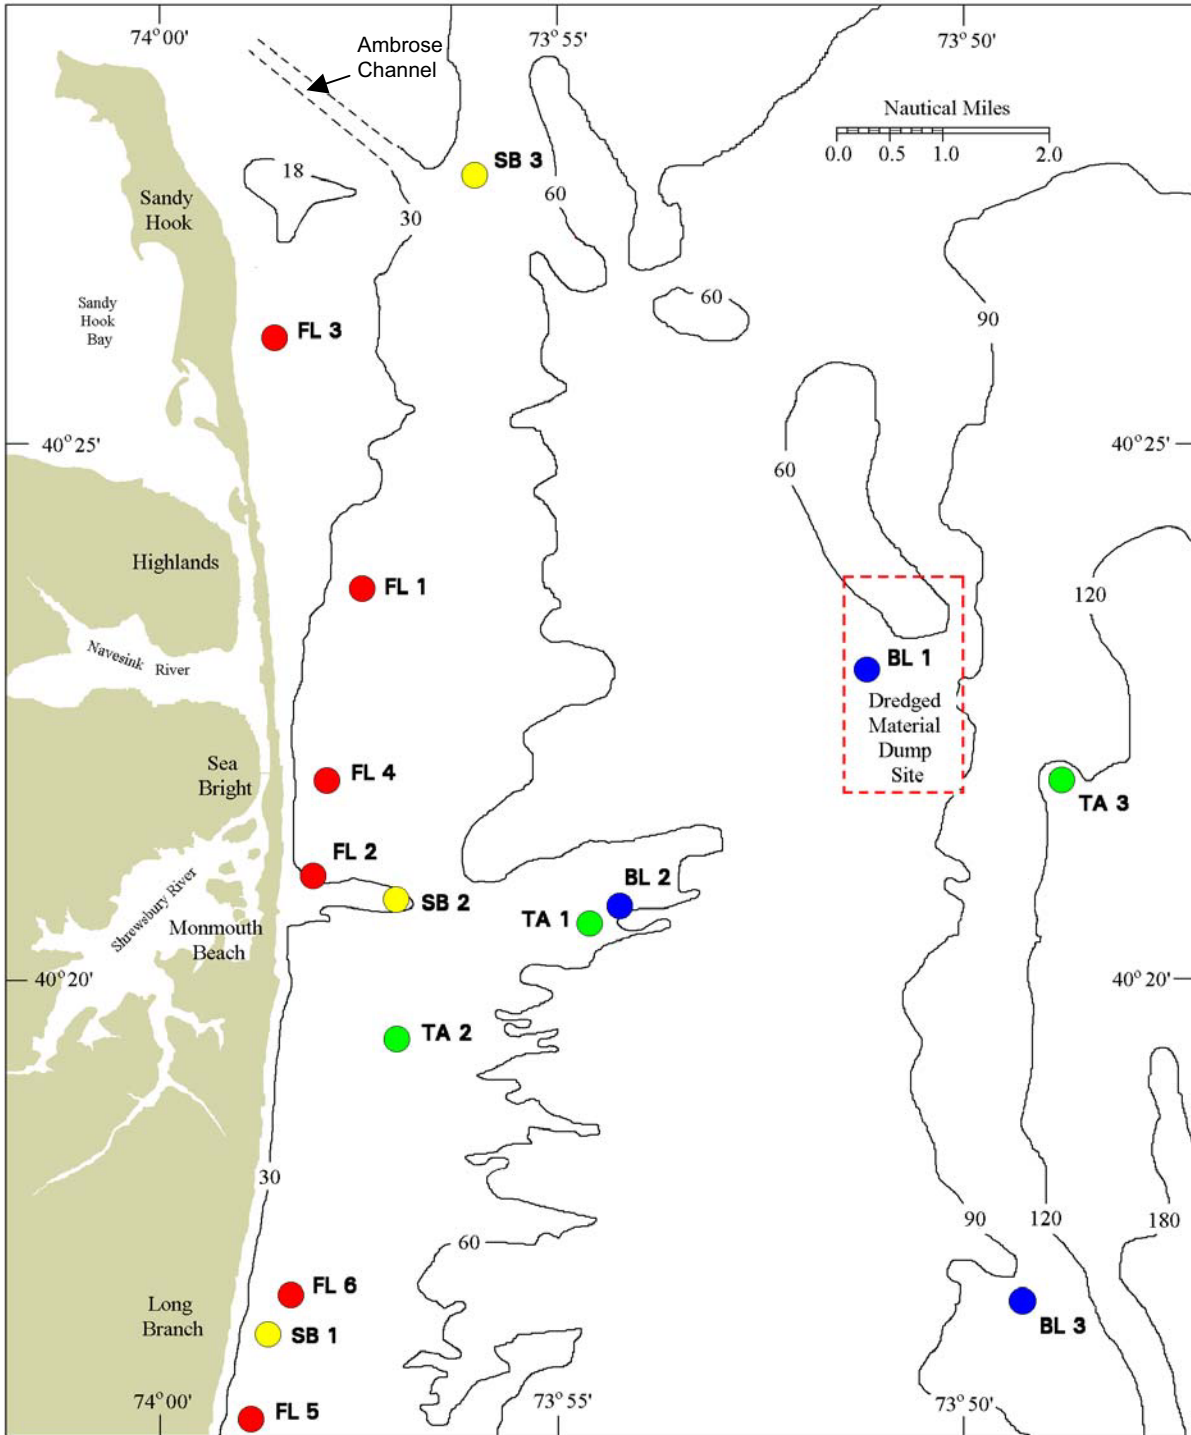 74°00'
73°55'
73°50'
Ambrose
Channel
Nautical Miles
0.0 0.5 1.0 2.0
18
SB 3
60
30
Sandy
Hook
Sandy
Hook
Bay
FL 3
60
90
40°25'
40°25'
60
Highlands
FL 1
120
Navesink River
BL 1
Dredged
Material
Dump
Site
Sea
Bright
FL 4
TA 3
FL 2
BL 2
SB 2
TA 1
Shrewsbury River
Monmouth
Beach
40°20'
40°20'
TA 2
30
90
120
180
60
FL 6
Long
Branch
SB 1
BL 3
74°00'
73°55'
73°50'
FL 5